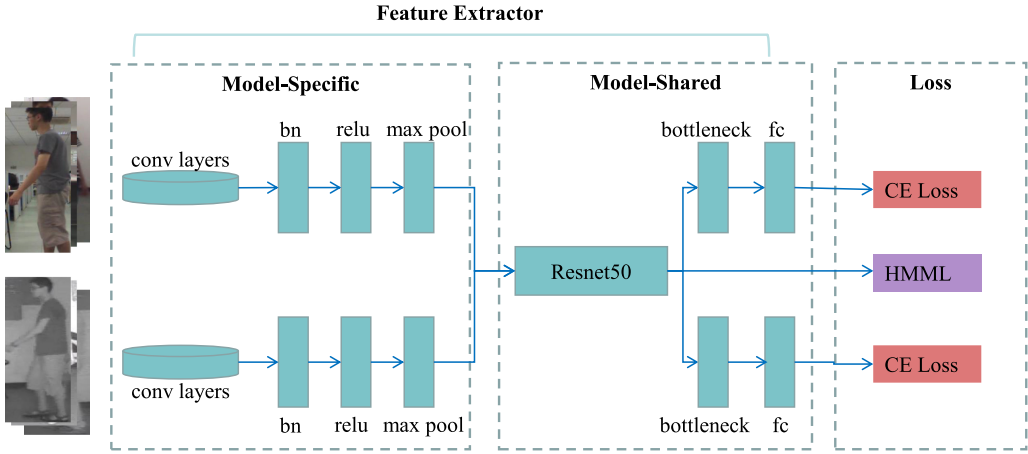 Feature Extractor
Model-Specific
Model-Shared
Loss
bn
relu
max pool
bottleneck
fc
conv layers
CE Loss
Resnet50
HMML
CE Loss
conv layers
bn
relu
max pool
bottleneck
fc